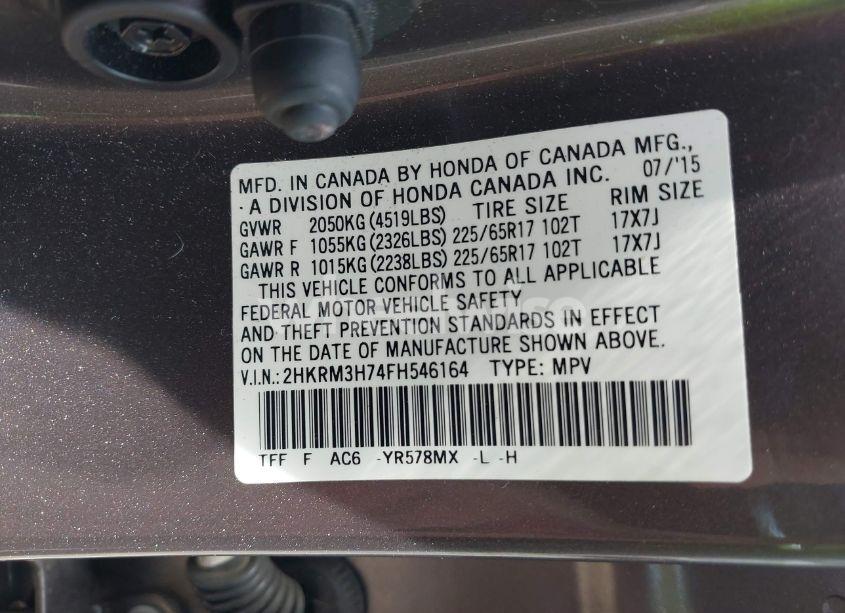 MFD. IN CANADA BY HONDA OF CANADA MFG.,
A DIVISION OF HONDA CANADA INC. 07/'15
GVWR 2050KG(4519LBS) TIRE SIZE RIM SIZE
GAWR F 1055KG(2326LBS) 225/65R17 102T 17X7J
GAWR R 1015KG(2238LBS) 225/65R17 102T 17X7J
THIS VEHICLE CONFORMS TO ALL APPLICABLE
FEDERAL MOTOR VEHICLE SAFETY
AND THEFT PREVENTION STANDARDS IN EFFECT
ON THE DATE OF MANUFACTURE SHOWN ABOVE.
V.I.N.: 2HKRM3H74FH546164 TYPE: MPV
TFF F AC6 -YR578MX -L -H